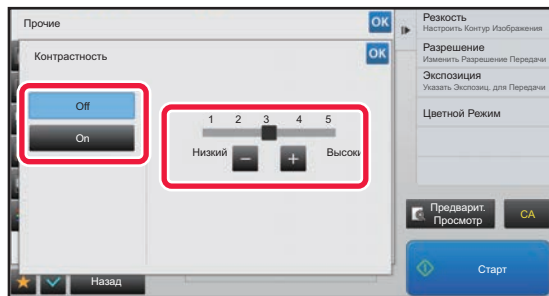 Прочие
OK
Контрастность
OK
Off
On
1 2 3 4 5
Низкий
Высоки
Назад
Резкость
Настроить Контур Изображения
Разрешение
Изменить Разрешение Передачи
Экспозиция
Указать Экспозиц. для Передачи
Цветной Режим
Предварит.
Просмотр
CA
Старт